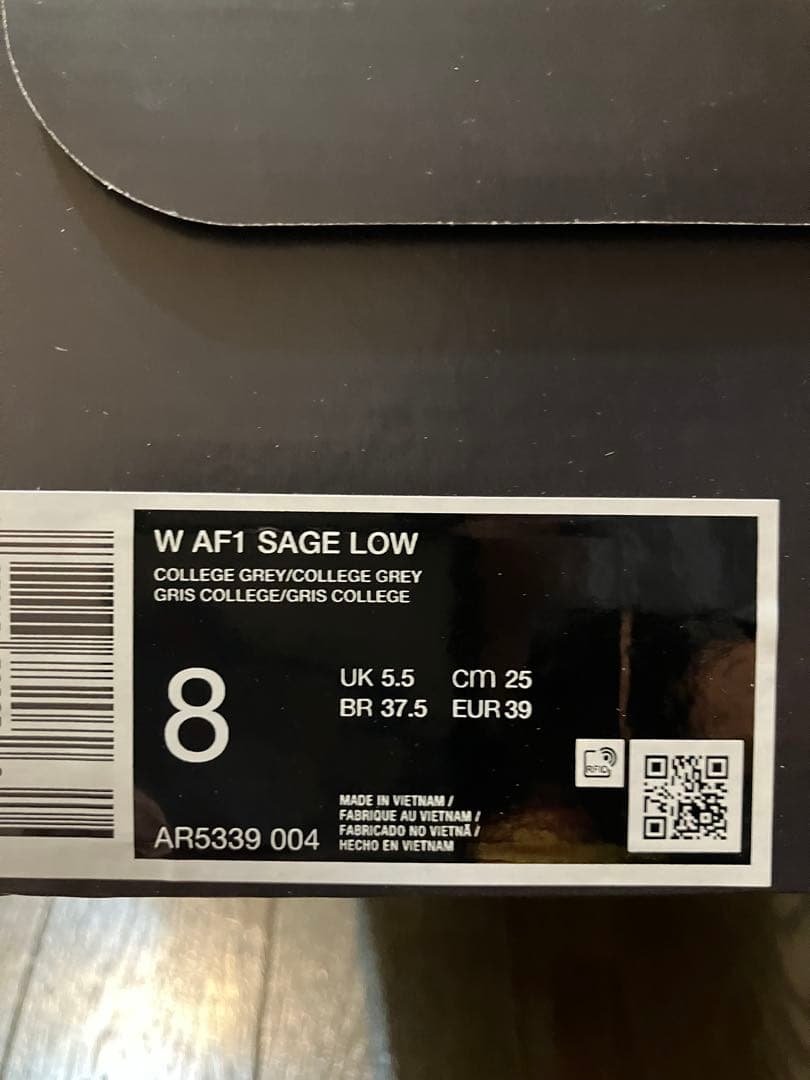 W AF1 SAGE LOW
COLLEGE GREY/COLLEGE GREY
GRIS COLLEGE/GRIS COLLEGE
8
UK 5.5 cm 25
BR 37.5 EUR 39
RFID
MADE IN VIETNAM /
FABRIQUE AU VIETNAM /
FABRICADO NO VIETNÃ /
HECHO EN VIETNAM
AR5339 004